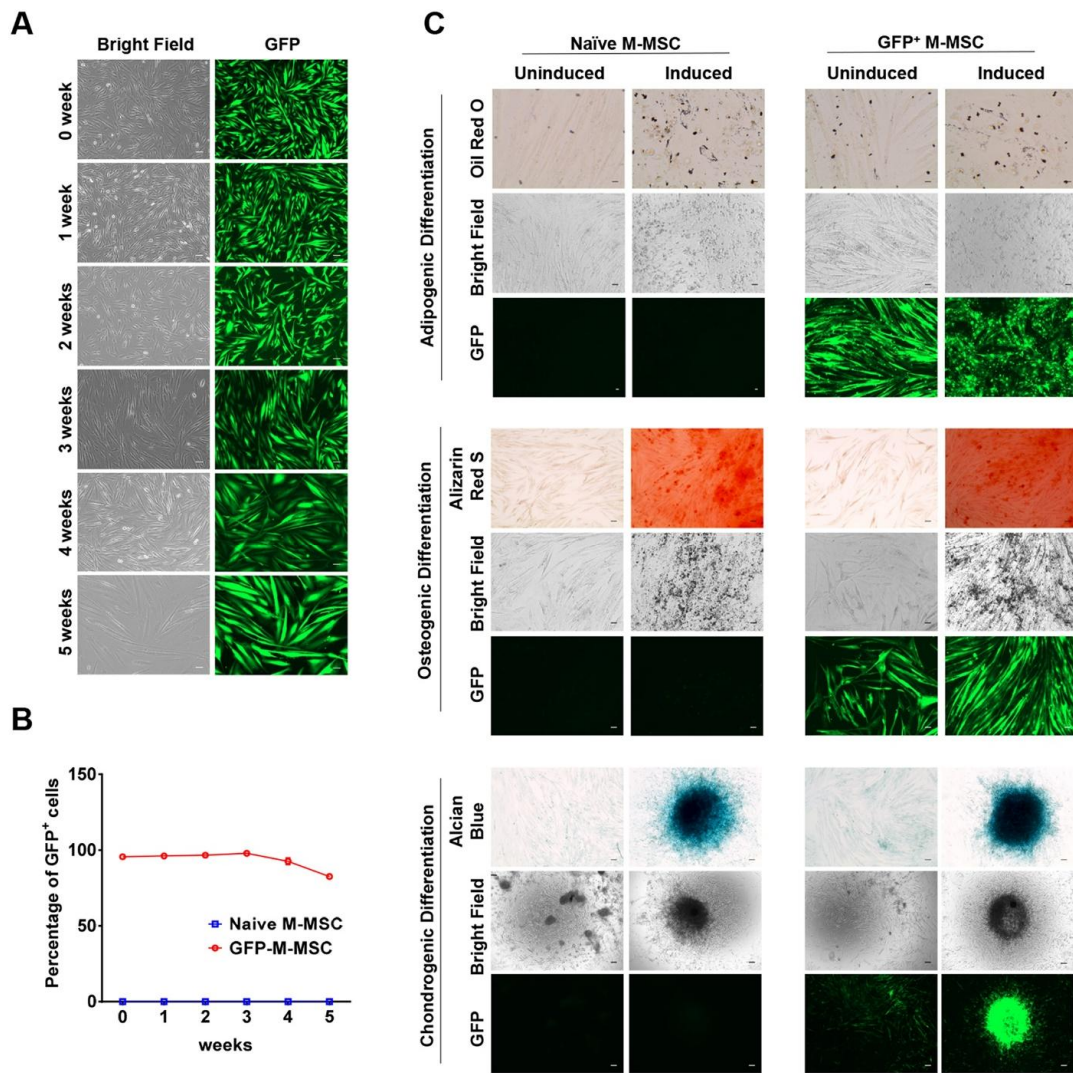 A
Bright Field
GFP
0 week
1 week
2 weeks
3 weeks
4 weeks
5 weeks
B
Percentage of GFP⁺ cells
150
100
50
0
Naive M-MSC
GFP-M-MSC
0 1 2 3 4 5
weeks
C
Naïve M-MSC
GFP⁺ M-MSC
Uninduced
Induced
Uninduced
Induced
Adipogenic Differentiation
Oil Red O
Bright Field
GFP
Osteogenic Differentiation
Alizarin
Red S
Bright Field
GFP
Chondrogenic Differentiation
Alcian
Blue
Bright Field
GFP